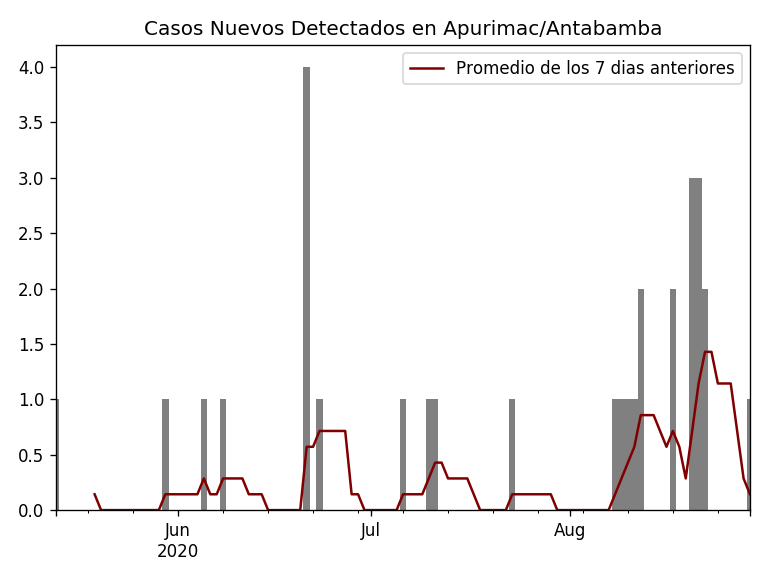 Casos Nuevos Detectados en Apurimac/Antabamba
Promedio de los 7 dias anteriores
4.0
3.5
3.0
2.5
2.0
1.5
1.0
0.5
0.0
Jun
2020
Jul
Aug